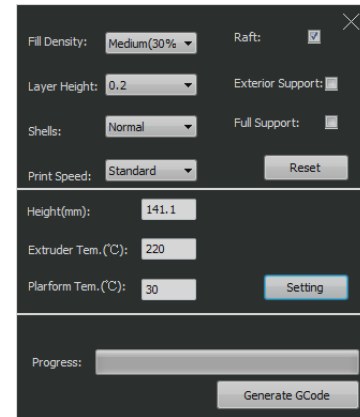 Fill Density: Medium(30% Raft:
Layer Height: 0.2 Exterior Support:
Shells: Normal Full Support:
Print Speed: Standard Reset
Height(mm): 141.1
Extruder Tem.(℃): 220
Plarform Tem.(℃): 30 Setting
Progress:
Generate GCode